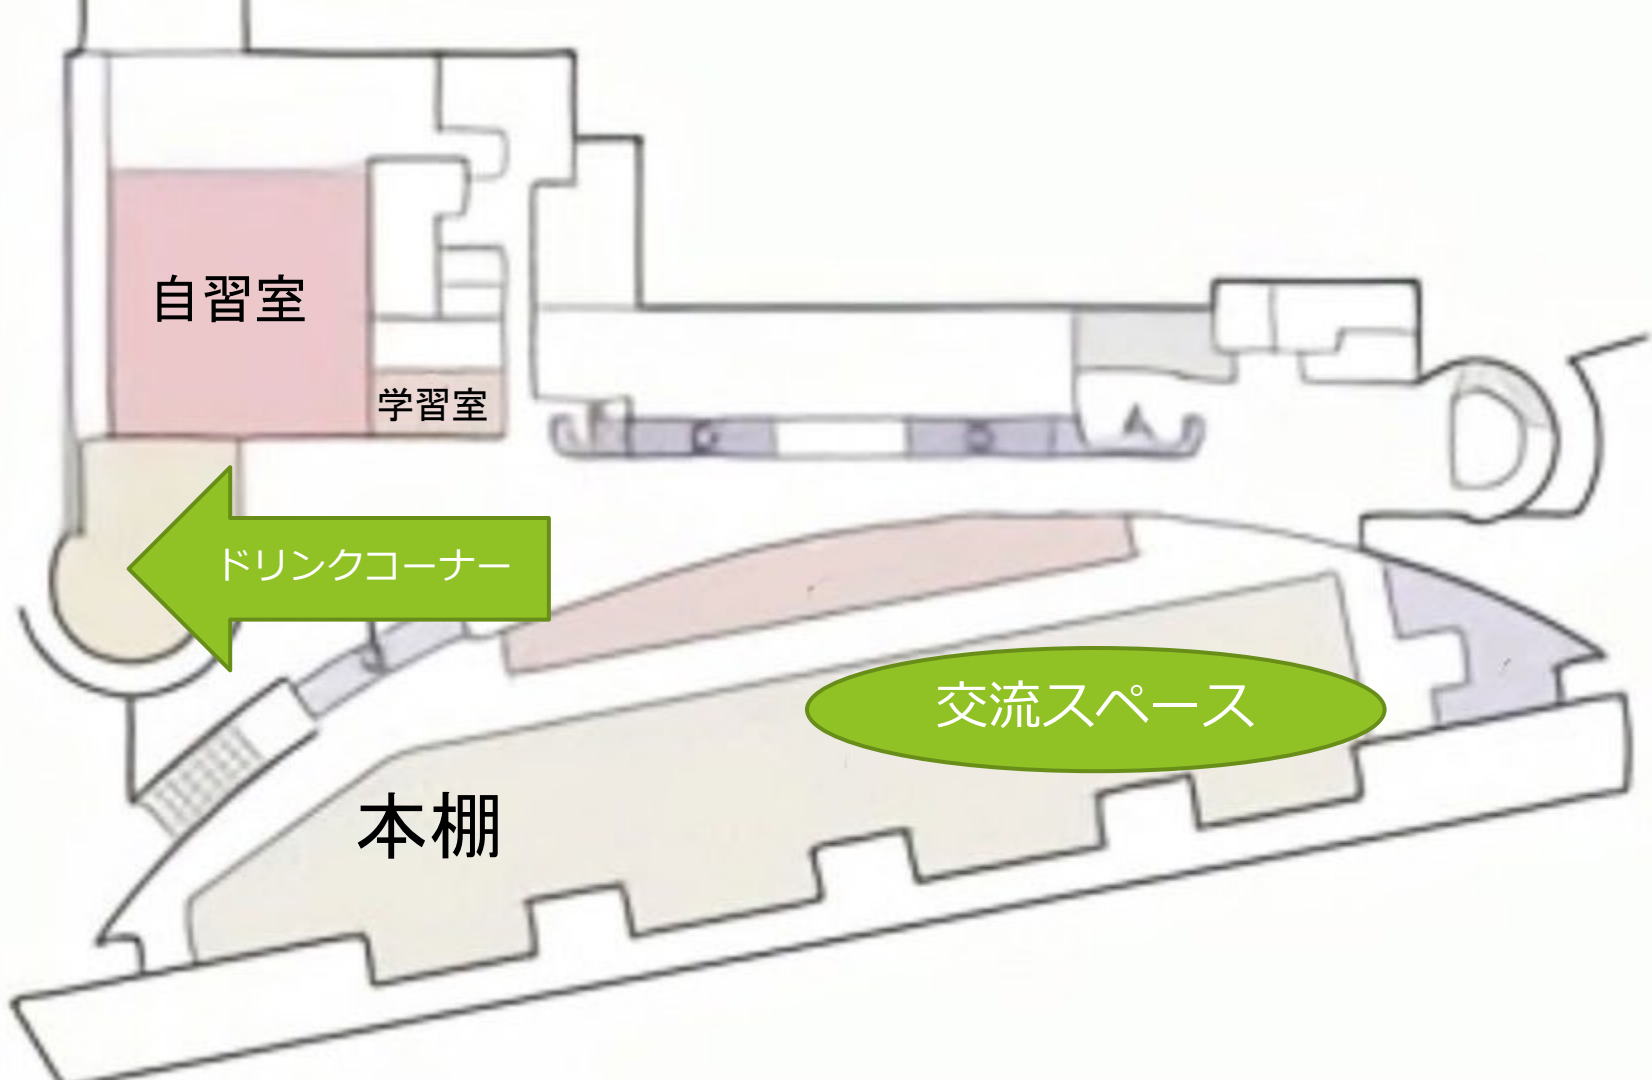 自習室
学習室
ドリンクコーナー
交流スペース
本棚